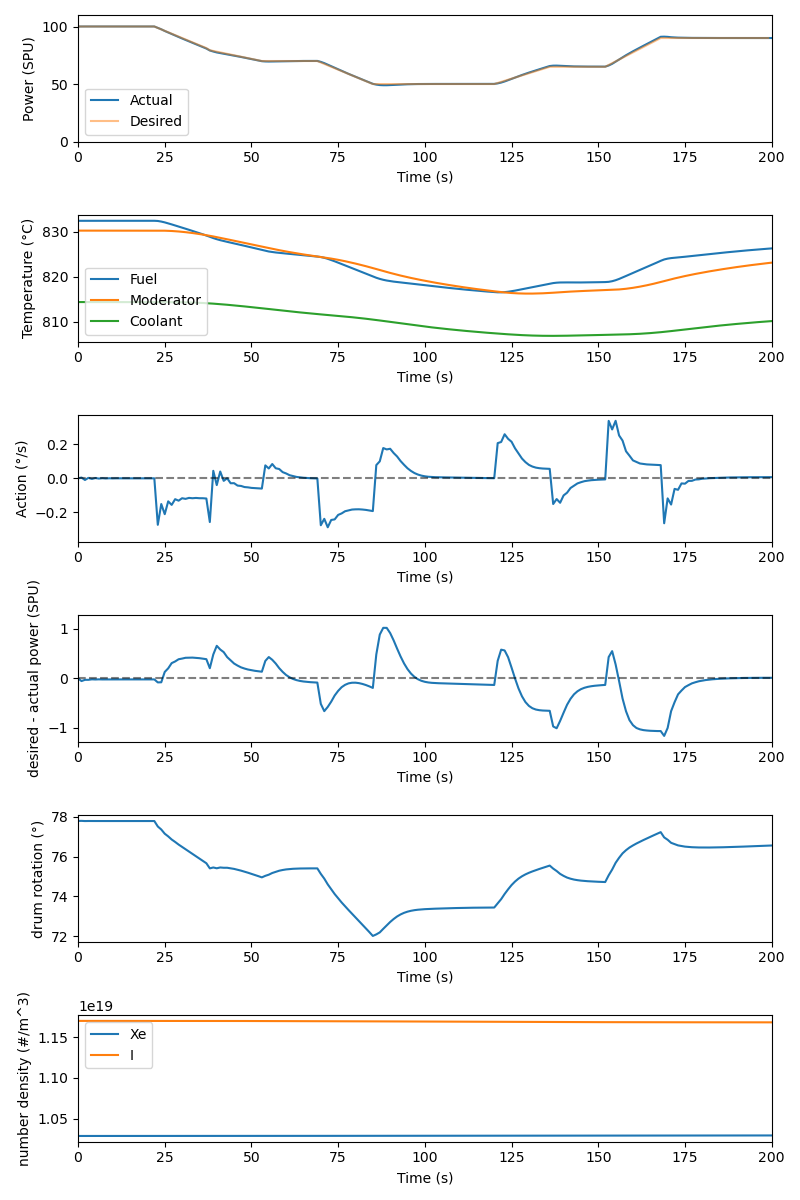 Power (SPU)
100
50
0
Actual
Desired
0 25 50 75 100 125 150 175 200
Time (s)
Temperature (°C)
830
820
810
Fuel
Moderator
Coolant
0 25 50 75 100 125 150 175 200
Time (s)
Action (°/s)
0.2
0.0
−0.2
0 25 50 75 100 125 150 175 200
Time (s)
desired - actual power (SPU)
1
0
−1
0 25 50 75 100 125 150 175 200
Time (s)
drum rotation (°)
78
76
74
72
0 25 50 75 100 125 150 175 200
Time (s)
number density (#/m^3)
1e19
1.15
1.10
1.05
Xe
I
0 25 50 75 100 125 150 175 200
Time (s)